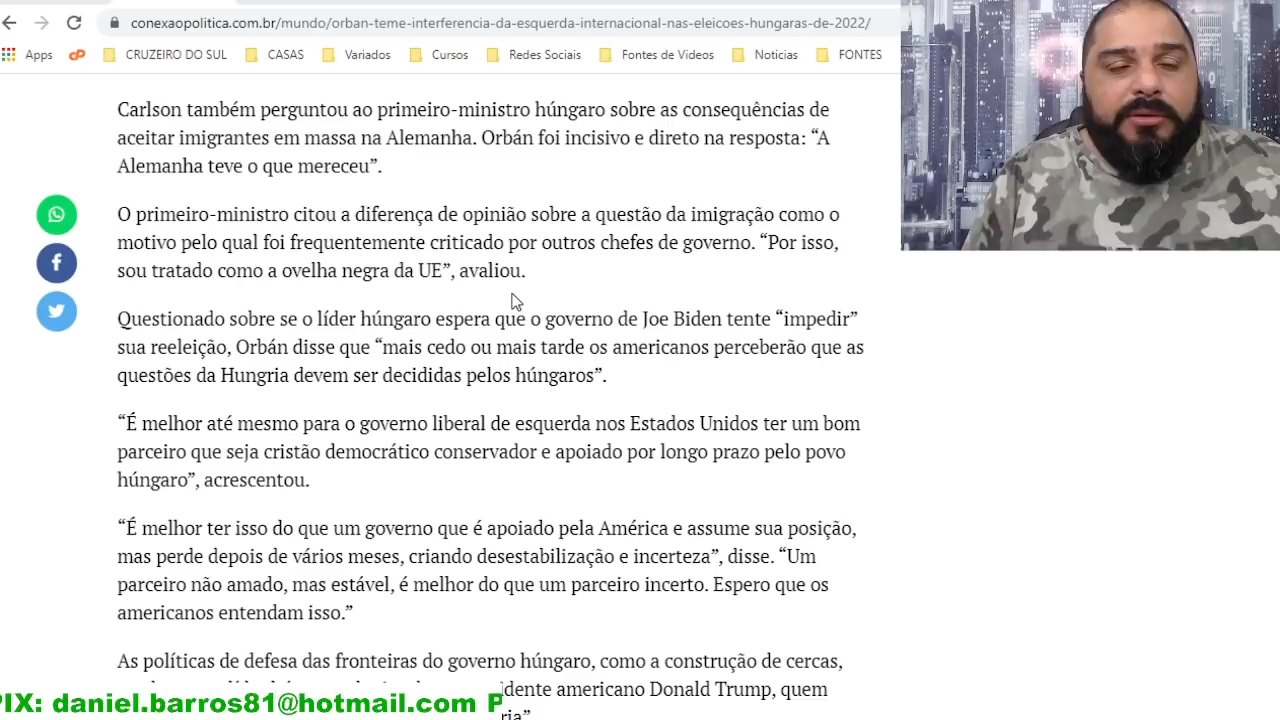 conexaopolitica.com.br/mundo/orban-teme-interferencia-da-esquerda-internacional-nas-eleicoes-hungaras-de-2022/
Apps CRUZEIRO DO SUL CASAS Variados Cursos Redes Sociais Fontes de Vídeos Noticias FONTES
Carlson também perguntou ao primeiro-ministro húngaro sobre as consequências de
aceitar imigrantes em massa na Alemanha. Orbán foi incisivo e direto na resposta: “A
Alemanha teve o que mereceu”.
O primeiro-ministro citou a diferença de opinião sobre a questão da imigração como o
motivo pelo qual foi frequentemente criticado por outros chefes de governo. “Por isso,
sou tratado como a ovelha negra da UE”, avaliou.
Questionado sobre se o líder húngaro espera que o governo de Joe Biden tente “impedir”
sua reeleição, Orbán disse que “mais cedo ou mais tarde os americanos perceberão que as
questões da Hungria devem ser decididas pelos húngaros”.
“É melhor até mesmo para o governo liberal de esquerda nos Estados Unidos ter um bom
parceiro que seja cristão democrático conservador e apoiado por longo prazo pelo povo
húngaro”, acrescentou.
“É melhor ter isso do que um governo que é apoiado pela América e assume sua posição,
mas perde depois de vários meses, criando desestabilização e incerteza”, disse. “Um
parceiro não amado, mas estável, é melhor do que um parceiro incerto. Espero que os
americanos entendam isso.”
As políticas de defesa das fronteiras do governo húngaro, como a construção de cercas,
idente americano Donald Trump, quem
PIX: daniel.barros81@hotmail.com P
ria”